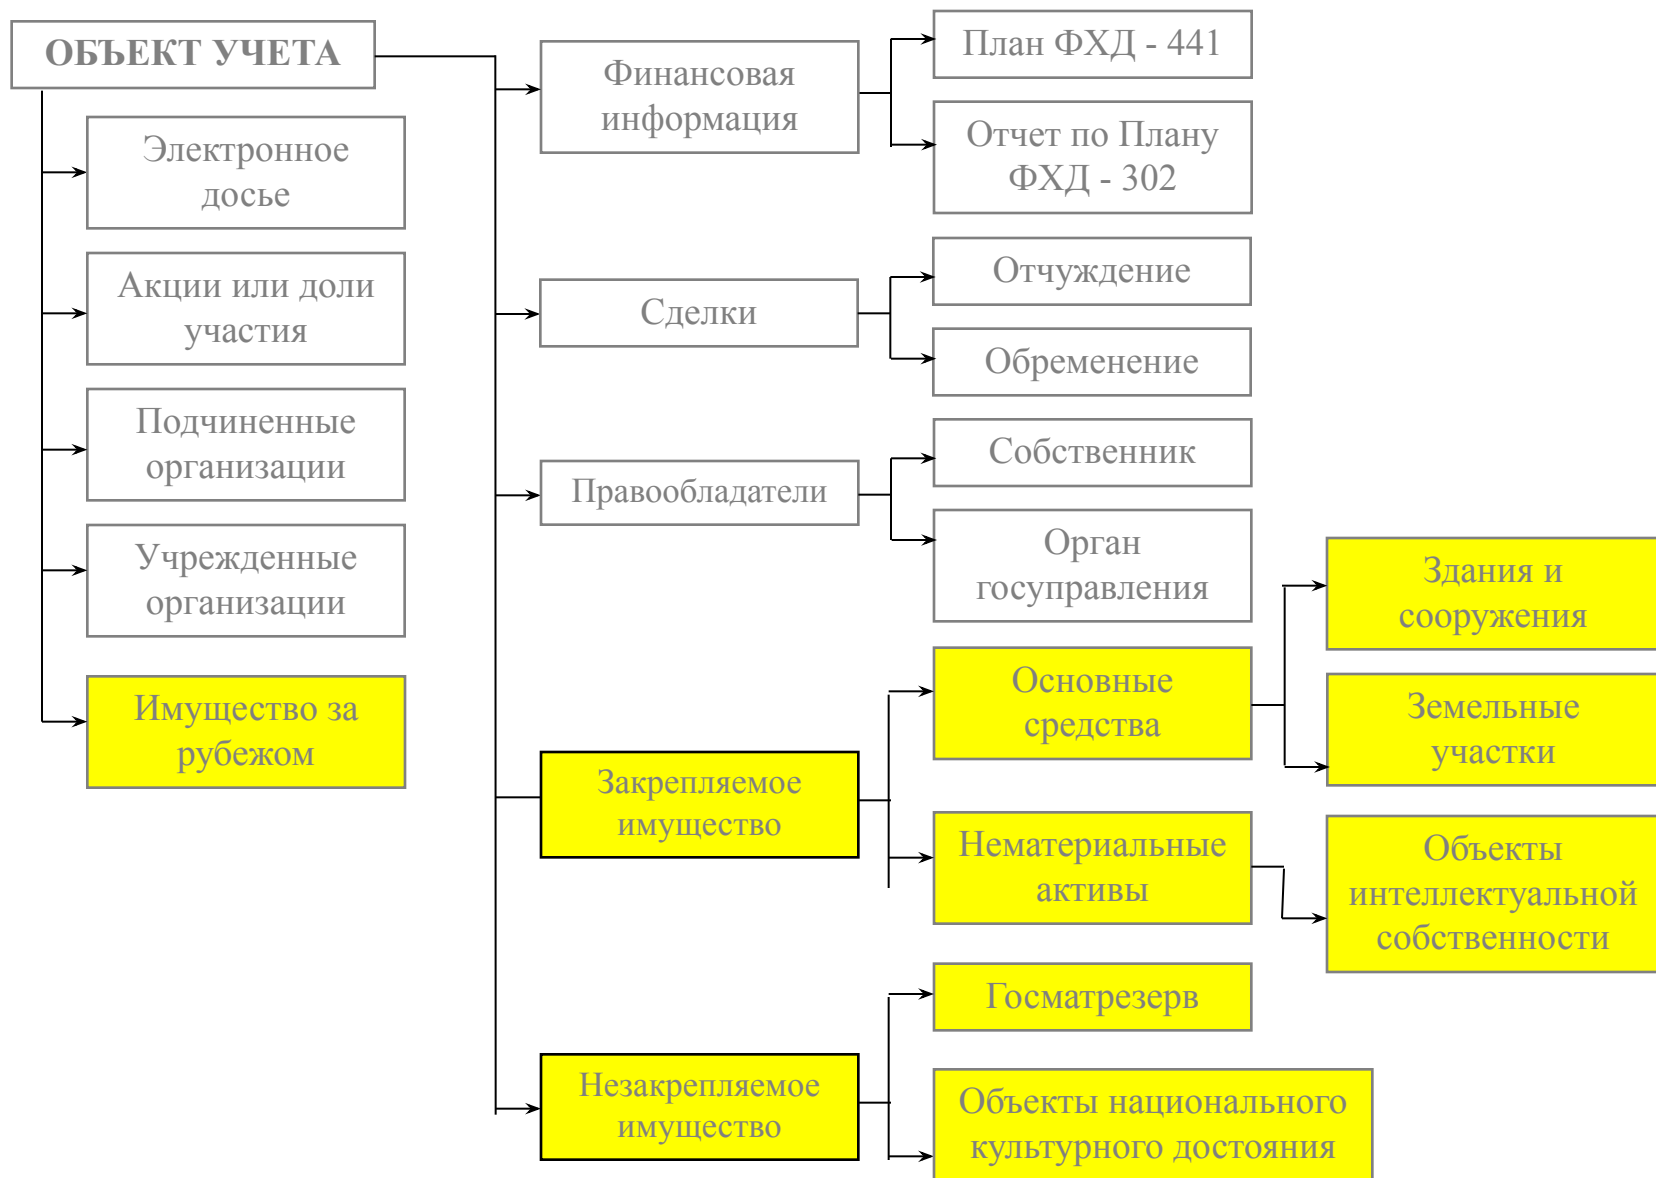 ОБЪЕКТ УЧЕТА
Электронное
досье
Акции или доли
участия
Подчиненные
организации
Учрежденные
организации
Имущество за
рубежом
Финансовая
информация
План ФХД - 441
Отчет по Плану
ФХД - 302
Сделки
Отчуждение
Обременение
Правообладатели
Собственник
Орган
госуправления
Закрепляемое
имущество
Основные
средства
Здания и
сооружения
Земельные
участки
Нематериальные
активы
Объекты
интеллектуальной
собственности
Незакрепляемое
имущество
Госматрезерв
Объекты национального
культурного достояния